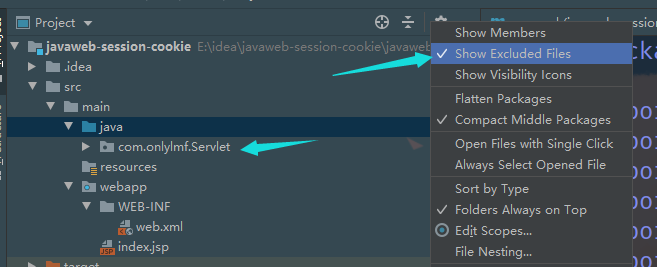 Project
javaweb-session-cookie E:\idea\javaweb-session-cookie\javaweb
.idea
src
main
java
com.onlylmf.Servlet
resources
webapp
WEB-INF
web.xml
index.jsp
target
Show Members
Show Excluded Files
Show Visibility Icons
Flatten Packages
Compact Middle Packages
Open Files with Single Click
Always Select Opened File
Sort by Type
Folders Always on Top
Edit Scopes...
File Nesting...